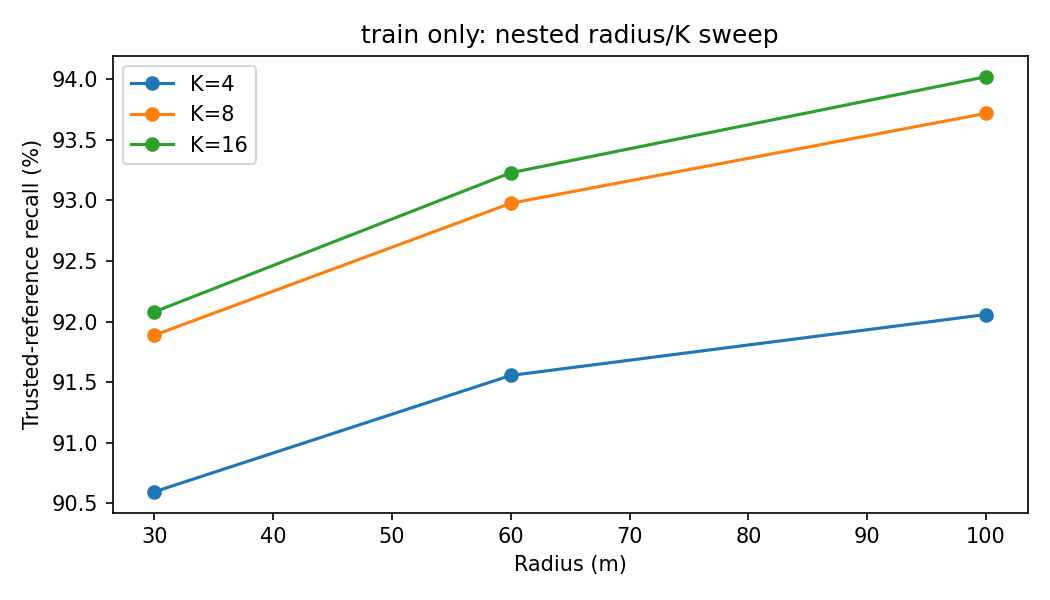 train only: nested radius/K sweep
K=4
K=8
K=16
Trusted-reference recall (%)
94.0
93.5
93.0
92.5
92.0
91.5
91.0
90.5
30 40 50 60 70 80 90 100
Radius (m)